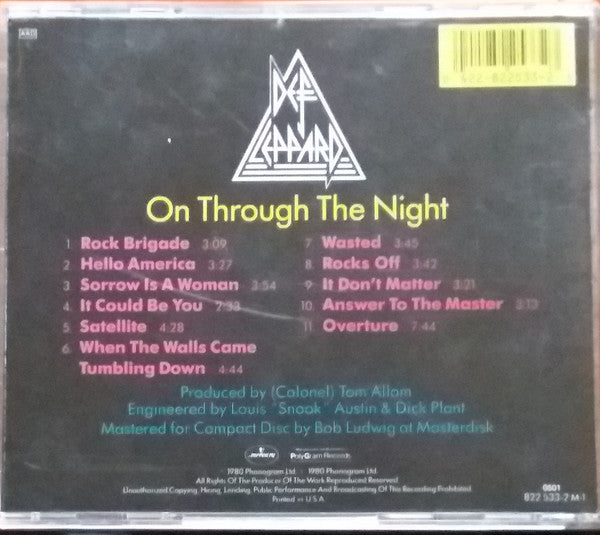 AAD
DEF
LEPPARD
0 422-822533-2
On Through The Night
1 Rock Brigade 3:09
2 Hello America 3:27
3 Sorrow Is A Woman 3:54
4 It Could Be You 2:33
5 Satellite 4:28
6 When The Walls Came
Tumbling Down 4:44
7 Wasted 3:45
8 Rocks Off 3:42
9 It Don't Matter 3:21
10 Answer To The Master 3:13
11 Overture 7:44
Produced by (Colonel) Tom Allom
Engineered by Louis "Snook" Austin & Dick Plant
Mastered for Compact Disc by Bob Ludwig at Masterdisk
mercury
PolyGram Records
1980 Phonogram Ltd. 1980 Phonogram Ltd.
All Rights Of The Producer Of The Work Reproduced Reserved
Unauthorized Copying, Hiring, Lending, Public Performance And Broadcasting Of This Recording Prohibited
Printed in U.S.A.
0501
822 533-2 M-1